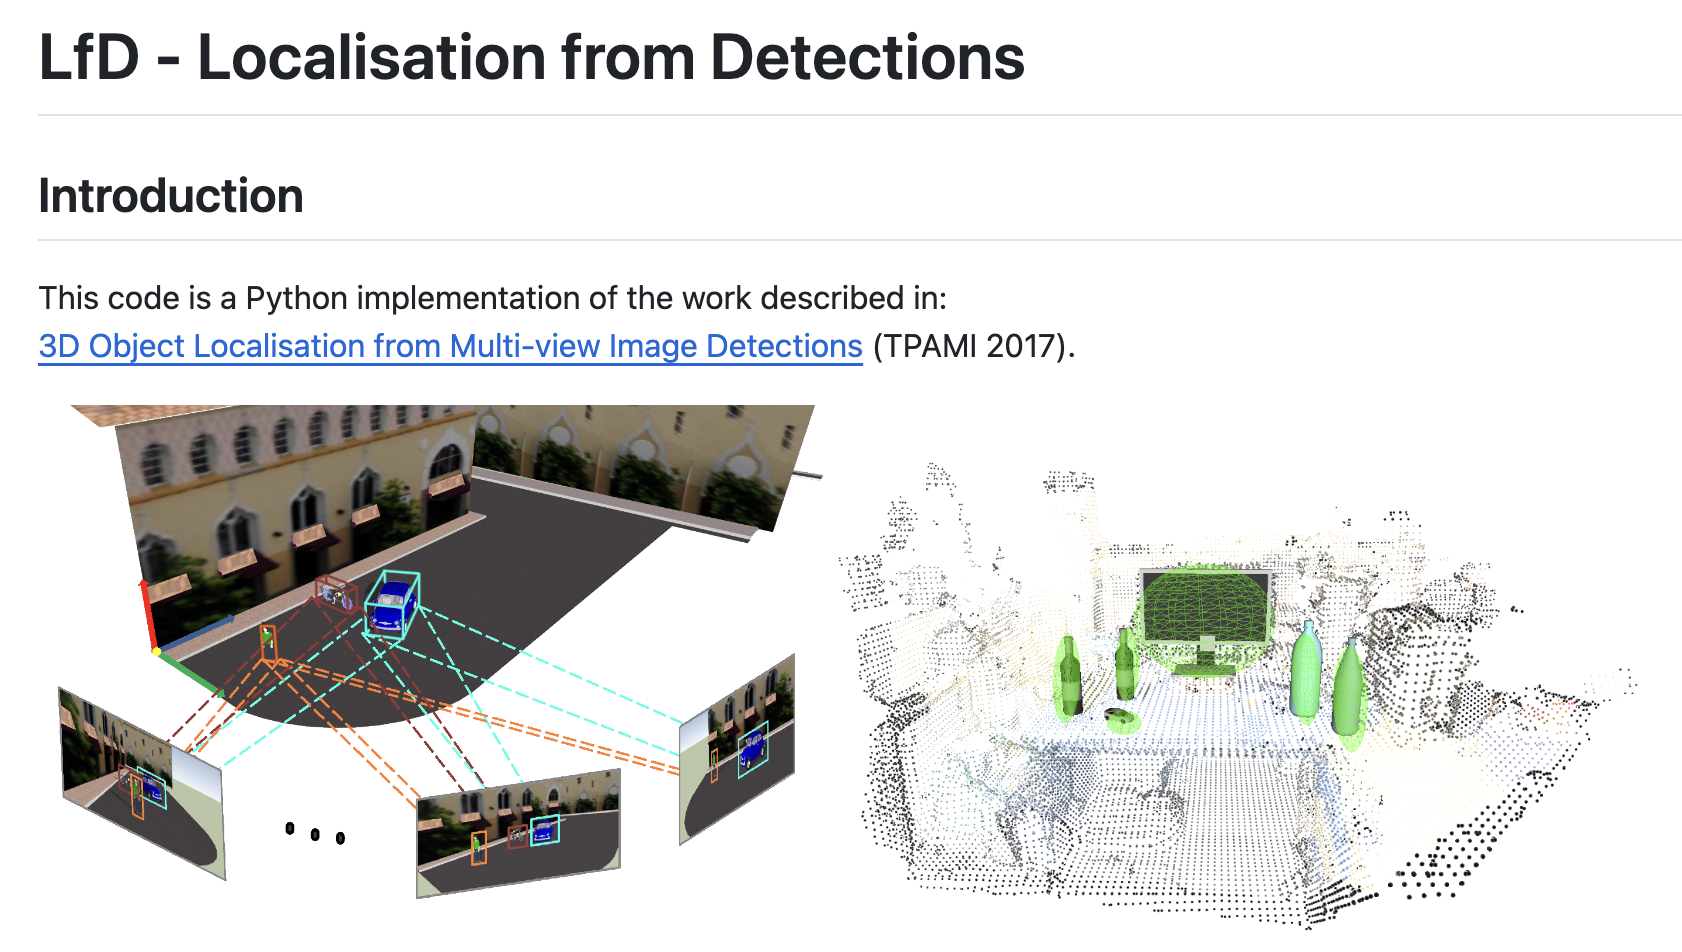 LfD - Localisation from Detections
Introduction
This code is a Python implementation of the work described in:
3D Object Localisation from Multi-view Image Detections (TPAMI 2017).